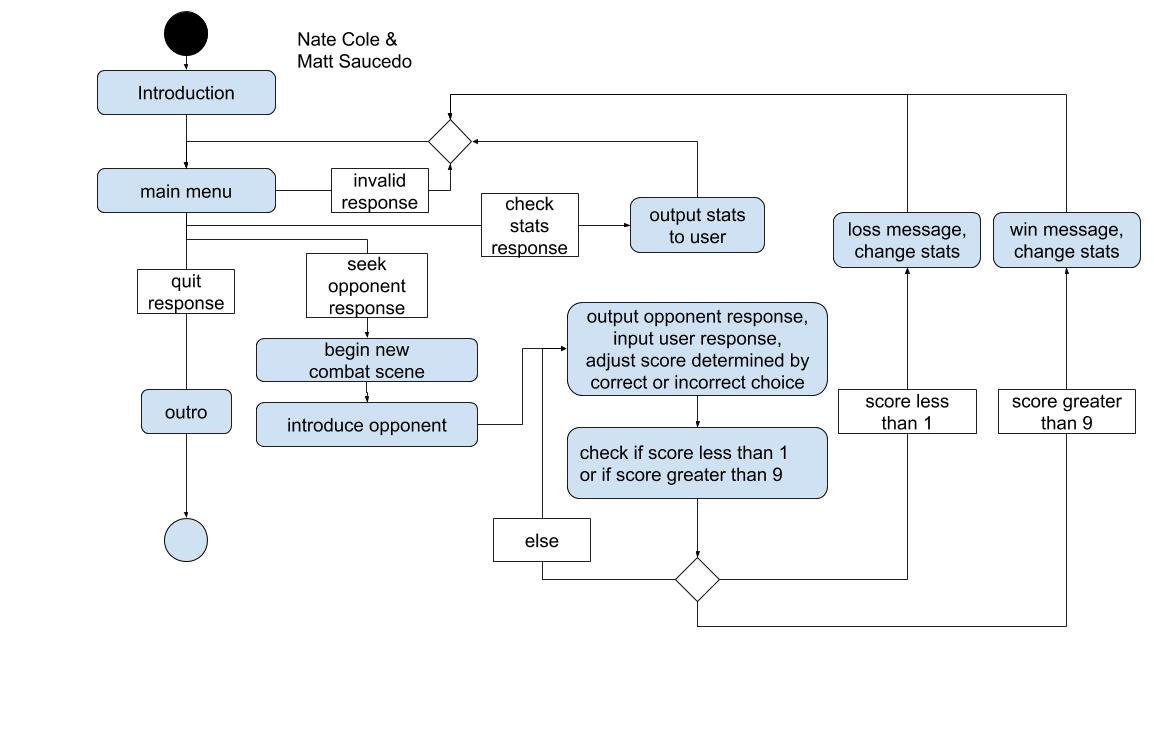 Nate Cole &
Matt Saucedo
Introduction
main menu
invalid
response
check
stats
response
output stats
to user
loss message,
change stats
win message,
change stats
quit
response
seek
opponent
response
begin new
combat scene
introduce opponent
outro
output opponent response,
input user response,
adjust score determined by
correct or incorrect choice
check if score less than 1
or if score greater than 9
score less
than 1
score greater
than 9
else